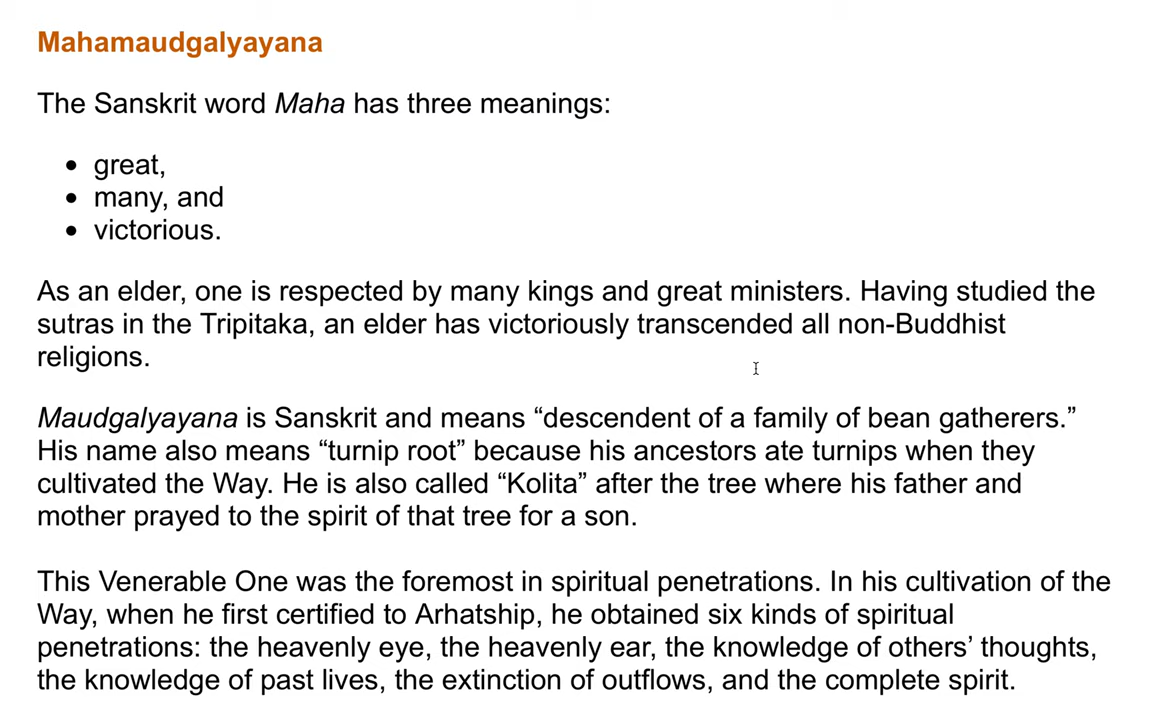 Mahamaudgalyayana
The Sanskrit word Maha has three meanings:
• great,
• many, and
• victorious.
As an elder, one is respected by many kings and great ministers. Having studied the
sutras in the Tripitaka, an elder has victoriously transcended all non-Buddhist
religions.
Maudgalyayana is Sanskrit and means “descendent of a family of bean gatherers.”
His name also means “turnip root” because his ancestors ate turnips when they
cultivated the Way. He is also called “Kolita” after the tree where his father and
mother prayed to the spirit of that tree for a son.
This Venerable One was the foremost in spiritual penetrations. In his cultivation of the
Way, when he first certified to Arhatship, he obtained six kinds of spiritual
penetrations: the heavenly eye, the heavenly ear, the knowledge of others’ thoughts,
the knowledge of past lives, the extinction of outflows, and the complete spirit.